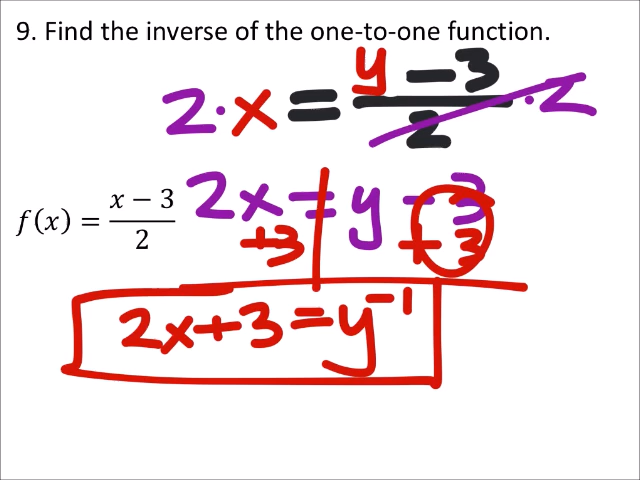 9. Find the inverse of the one-to-one function.
2·x = y − 3 / 2 ·2
f(x) = x − 3 / 2
2x = y − 3
+3 + 3
2x+3 = y⁻¹